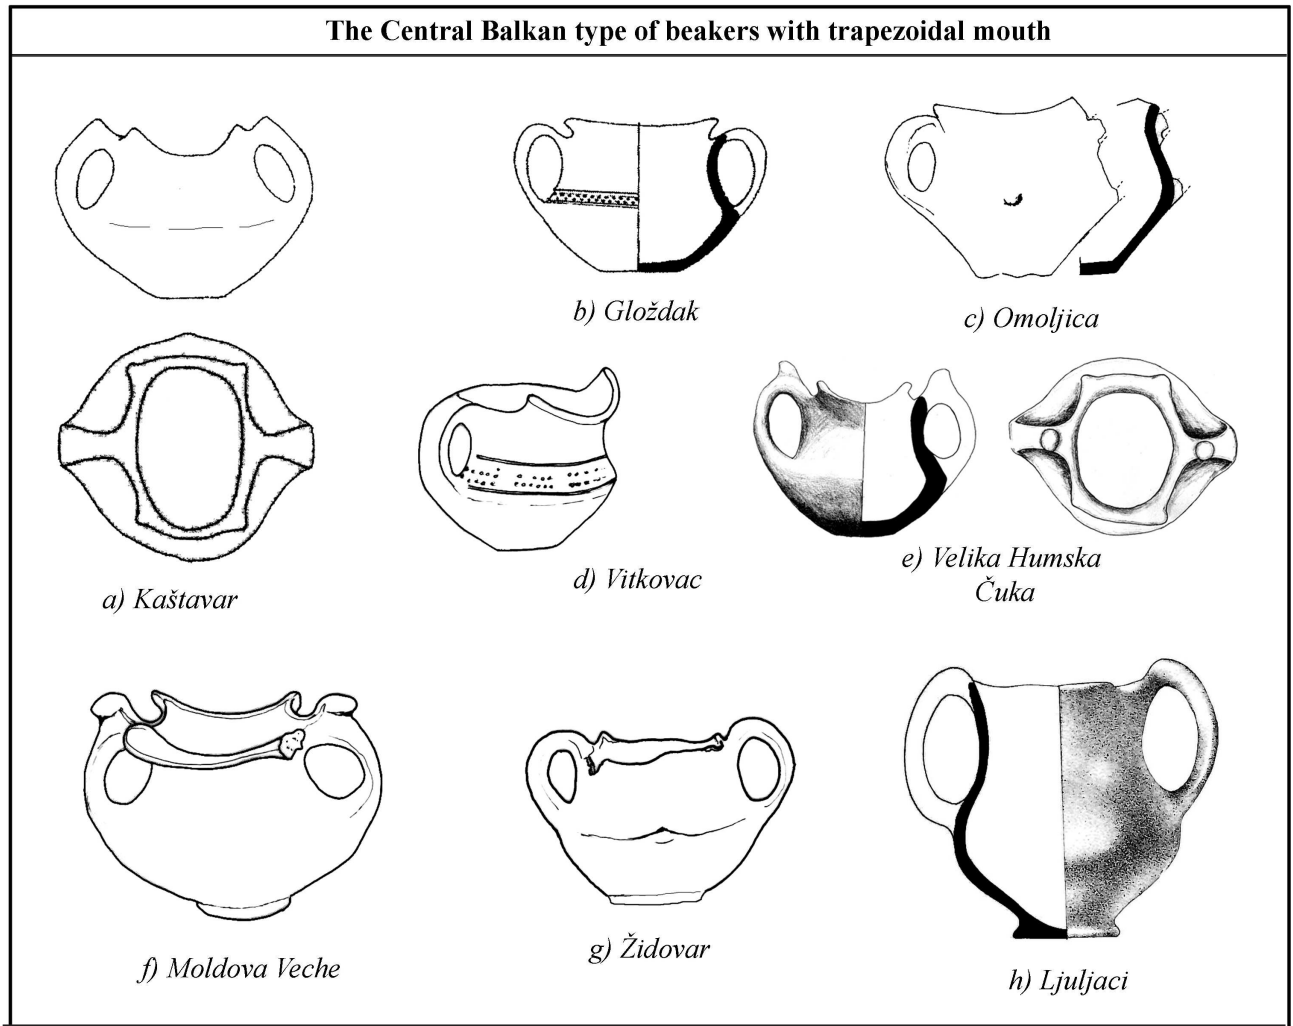 The Central Balkan type of beakers with trapezoidal mouth
b) Gloždak
c) Omoljica
a) Kaštavar
d) Vitkovac
e) Velika Humska
Čuka
f) Moldova Veche
g) Židovar
h) Ljuljaci